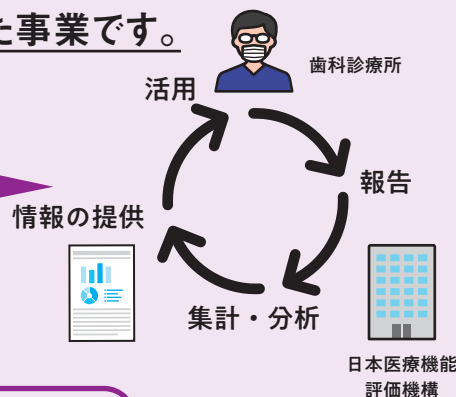 た事業です。
歯科診療所
活用
報告
情報の提供
集計・分析
日本医療機能
評価機構